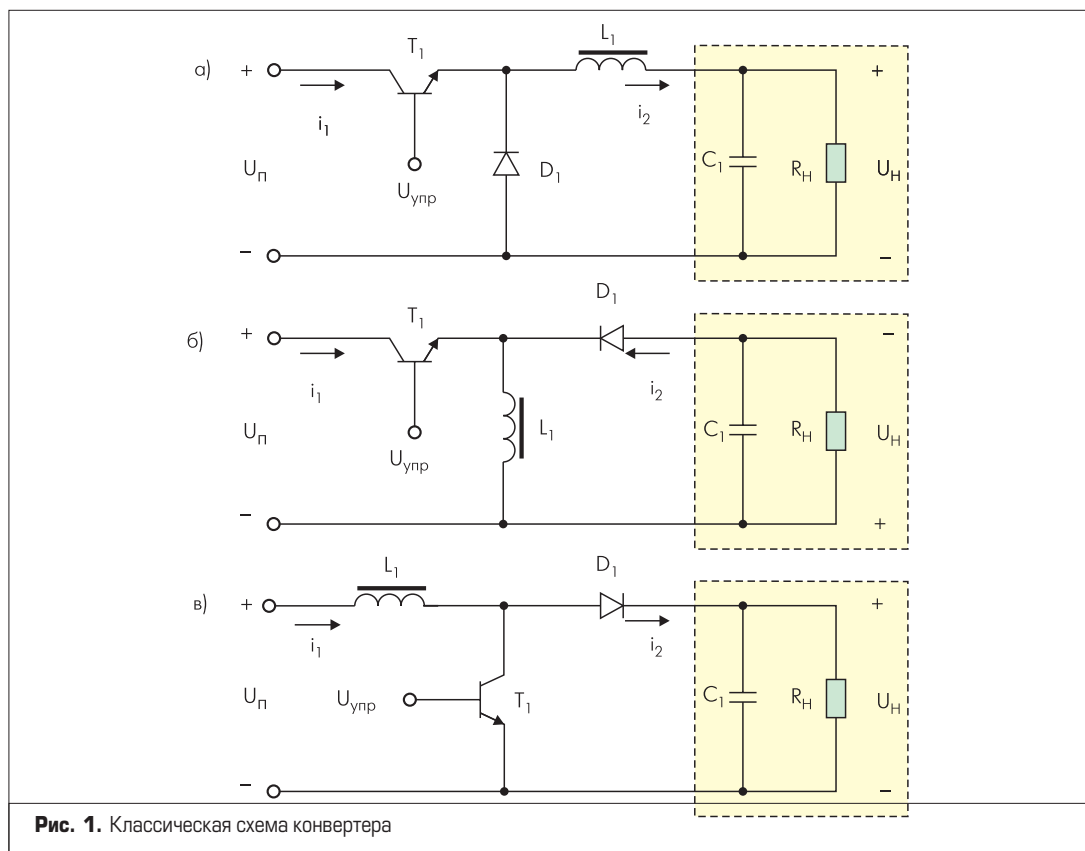 а)
T₁
L₁
+
+
i₁
i₂
Uп
Uупр
D₁
C₁
Rн
Uн
–
–
D₁
б)
T₁
+
–
i₁
i₂
Uп
Uупр
L₁
C₁
Rн
Uн
–
+
L₁
D₁
в)
+
+
i₁
i₂
Uп
Uупр
T₁
C₁
Rн
Uн
–
–
Рис. 1. Классическая схема конвертера